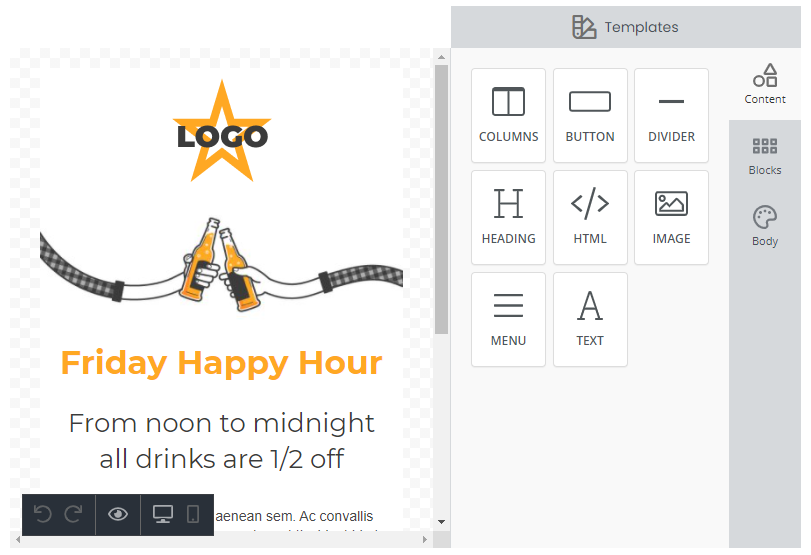 Templates
LOGO
Friday Happy Hour
From noon to midnight
all drinks are 1/2 off
aenean sem. Ac convallis
COLUMNS
BUTTON
DIVIDER
HEADING
HTML
IMAGE
MENU
TEXT
Content
Blocks
Body